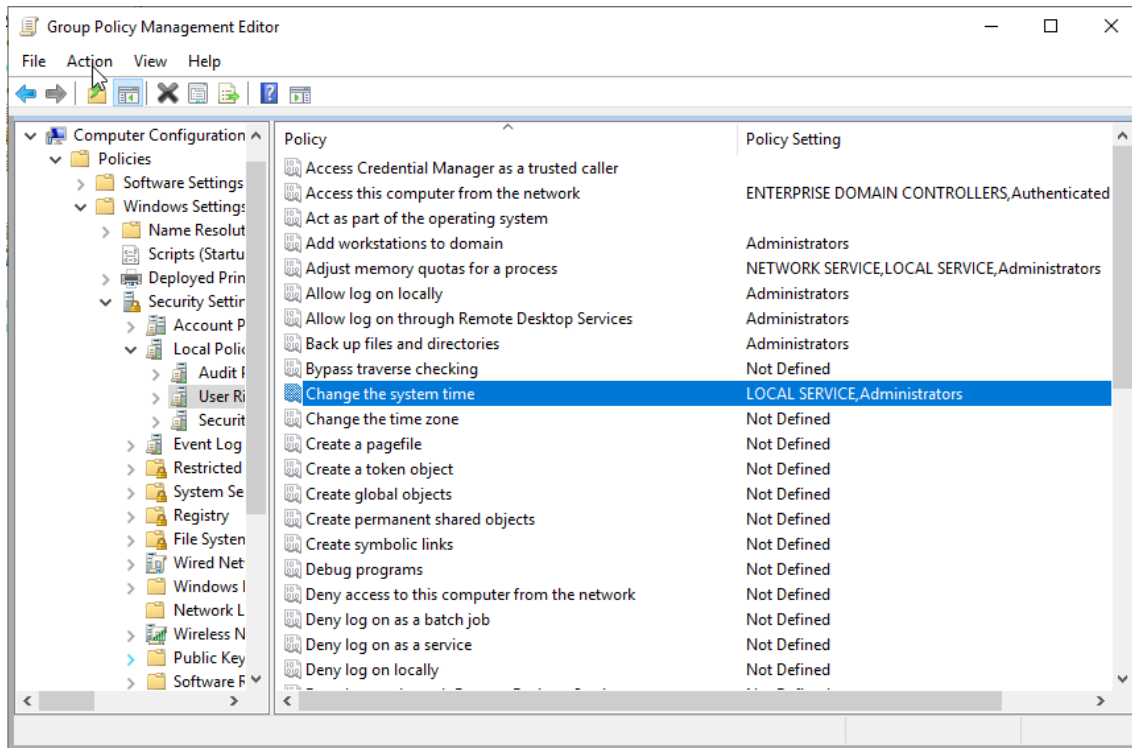 Group Policy Management Editor
File Action View Help
Computer Configuration
Policies
Software Settings
Windows Settings
Name Resolut
Scripts (Startu
Deployed Prin
Security Settin
Account P
Local Polic
Audit P
User Ri
Securit
Event Log
Restricted
System Se
Registry
File System
Wired Net
Windows
Network L
Wireless N
Public Key
Software R
Policy Policy Setting
Access Credential Manager as a trusted caller
Access this computer from the network ENTERPRISE DOMAIN CONTROLLERS,Authenticated
Act as part of the operating system
Add workstations to domain Administrators
Adjust memory quotas for a process NETWORK SERVICE,LOCAL SERVICE,Administrators
Allow log on locally Administrators
Allow log on through Remote Desktop Services Administrators
Back up files and directories Administrators
Bypass traverse checking Not Defined
Change the system time LOCAL SERVICE,Administrators
Change the time zone Not Defined
Create a pagefile Not Defined
Create a token object Not Defined
Create global objects Not Defined
Create permanent shared objects Not Defined
Create symbolic links Not Defined
Debug programs Not Defined
Deny access to this computer from the network Not Defined
Deny log on as a batch job Not Defined
Deny log on as a service Not Defined
Deny log on locally Not Defined